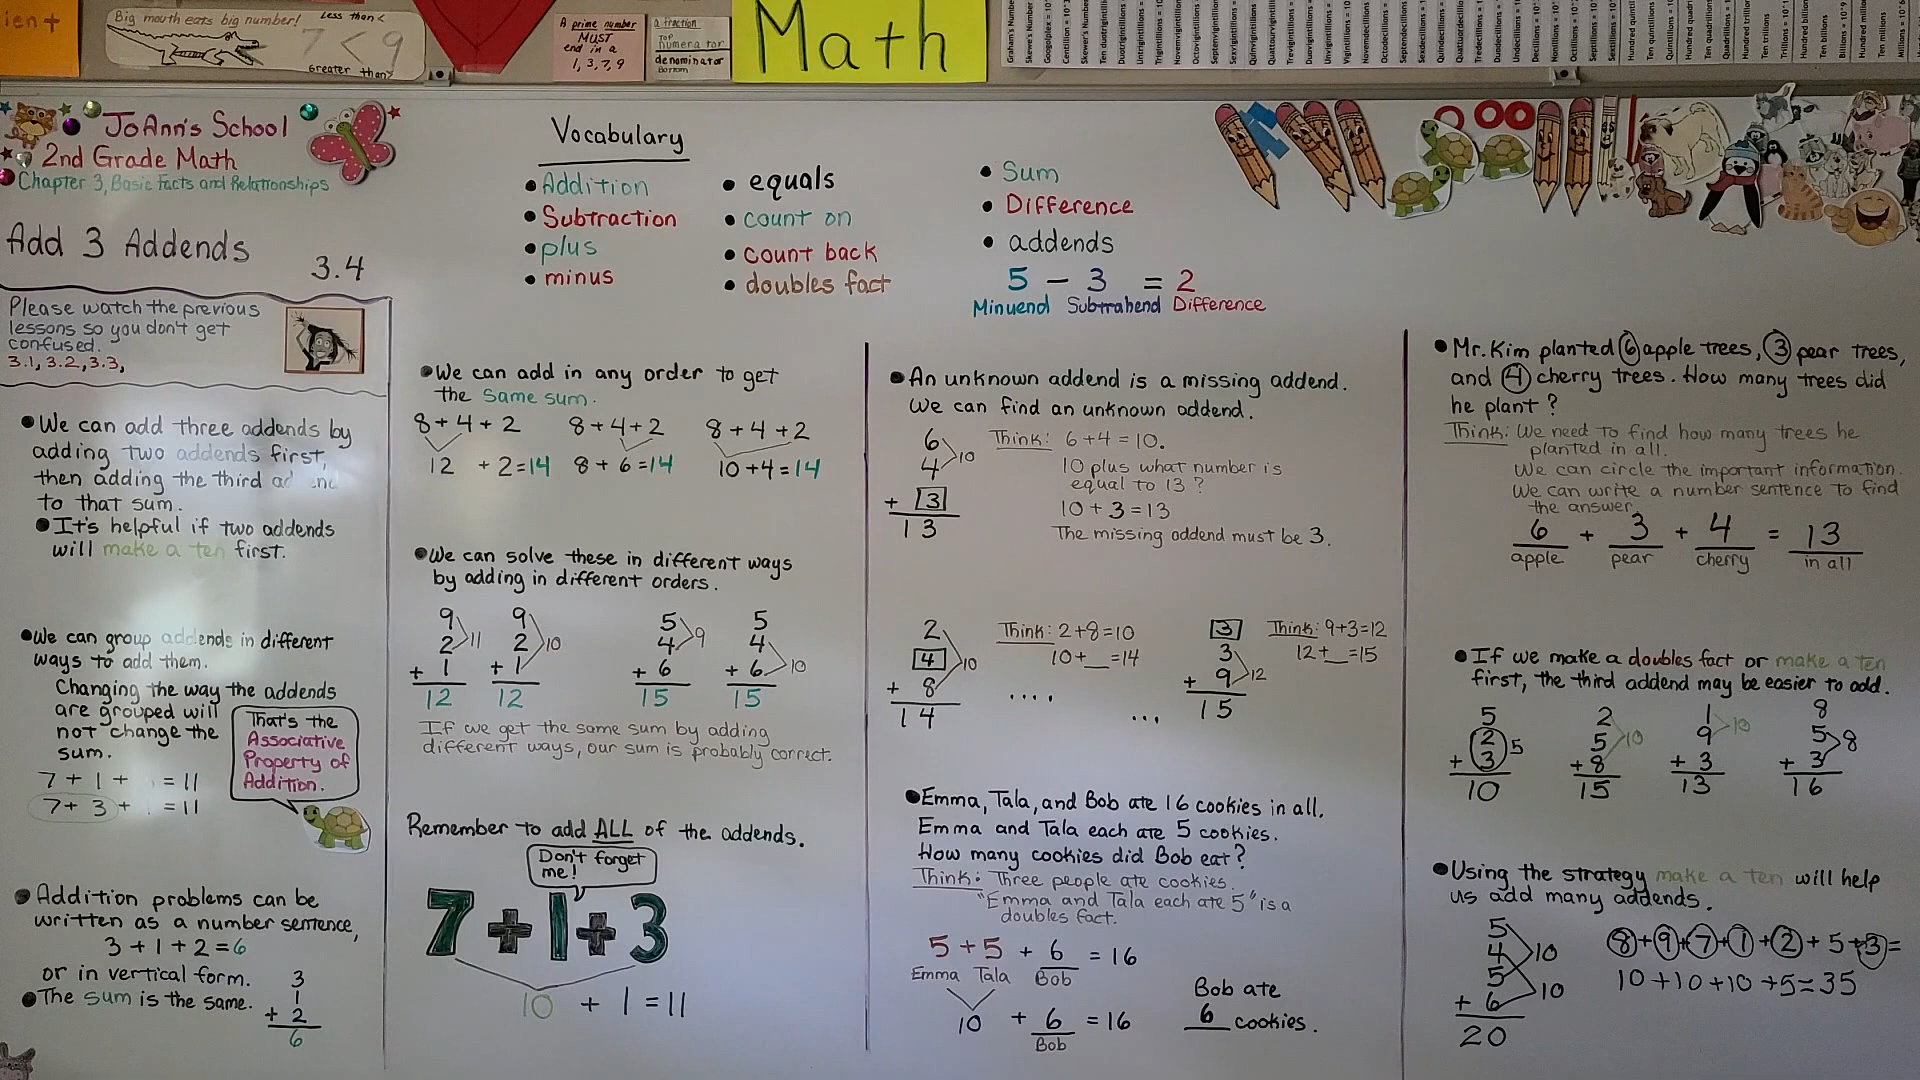 ient
Big mouth eats big number!
Less than <
7 < 9
Greater than >
A prime number
MUST
end in a
1, 3, 7, 9
a fraction
TOP
numerator
denominator
Bottom
Math
JoAnn's School
2nd Grade Math
Chapter 3, Basic Facts and Relationships
Add 3 Addends
3.4
Please watch the previous
lessons so you don't get
confused.
3.1, 3.2, 3.3,
Vocabulary
• Addition
• Subtraction
• plus
• minus
• equals
• count on
• count back
• doubles fact
• Sum
• Difference
• addends
5 - 3 = 2
Minuend Subtrahend Difference
• We can add three addends by
adding two addends first,
then adding the third
to that sum.
• It's helpful if two addends
will make a ten first.
• We can group addends in different
ways to add them.
Changing the way the addends
are grouped will
not change the
sum.
7 + 1 + = 11
7 + 3 + = 11
That's the
Associative
Property of
Addition.
• Addition problems can be
written as a number sentence,
3 + 1 + 2 = 6
or in vertical form.
• The sum is the same.
3
1
+ 2
6
• We can add in any order to get
the same sum.
8 + 4 + 2 8 + 4 + 2 8 + 4 + 2
12 + 2 = 14 8 + 6 = 14 10 + 4 = 14
• We can solve these in different ways
by adding in different orders.
9 9 5 5
2 11 2 10 4 9 4
+ 1 + 1 + 6 + 6 10
12 12 15 15
If we get the same sum by adding
different ways, our sum is probably correct.
Remember to add ALL of the addends.
Don't forget
me!
7 + 1 + 3
10 + 1 = 11
• An unknown addend is a missing addend.
We can find an unknown addend.
6
4 10
+ 3
13
Think: 6 + 4 = 10.
10 plus what number is
equal to 13?
10 + 3 = 13
The missing addend must be 3.
2
4 10
+ 8
14
Think: 2 + 8 = 10
10 + __ = 14
....
...
3
3
+ 9 12
15
Think: 9 + 3 = 12
12 + __ = 15
• Emma, Tala, and Bob ate 16 cookies in all.
Emma and Tala each ate 5 cookies.
How many cookies did Bob eat?
Think: Three people ate cookies.
"Emma and Tala each ate 5" is a
doubles fact.
5 + 5 + 6 = 16
Emma Tala Bob
10 + 6 = 16
Bob
Bob ate
6 cookies.
• Mr. Kim planted 6 apple trees, 3 pear trees,
and 4 cherry trees. How many trees did
he plant?
Think: We need to find how many trees he
planted in all.
We can circle the important information.
We can write a number sentence to find
the answer.
6 + 3 + 4 = 13
apple pear cherry in all
• If we make a doubles fact or make a ten
first, the third addend may be easier to add.
5 2 1 8
2 5 5 10 9 10 5 8
+ 3 + 8 + 3 + 3
10 15 13 16
• Using the strategy make a ten will help
us add many addends.
5
4 10
5
+ 6 10
20
8 + 9 + 7 + 1 + 2 + 5 + 3 =
10 + 10 + 10 + 5 = 35